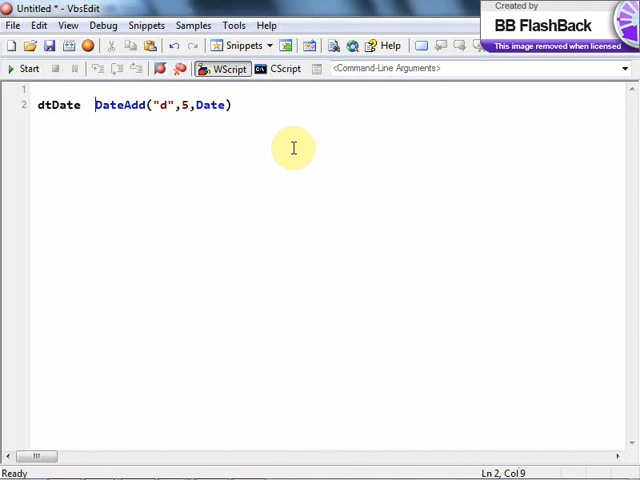 Untitled * - VbsEdit
Created by
BB FlashBack
This image removed when licensed
File Edit View Debug Snippets Samples Tools Help
Snippets Help
Start WScript CScript <Command-Line Arguments>
1
2 dtDate DateAdd("d",5,Date)
Ready Ln 2, Col 9